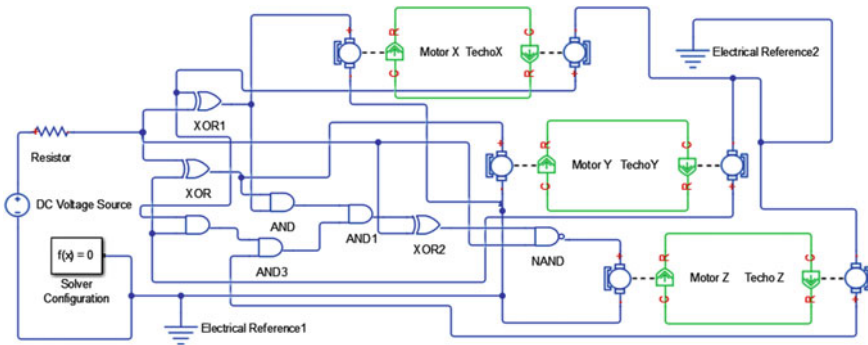 R
C
Motor X TechoX
C
R
Electrical Reference2
XOR1
Resistor
R
C
Motor Y TechoY
C
R
XOR
DC Voltage Source
AND
AND1
XOR2
NAND
AND3
f(x) = 0
Solver
Configuration
R
C
Motor Z Techo Z
C
R
Electrical Reference1